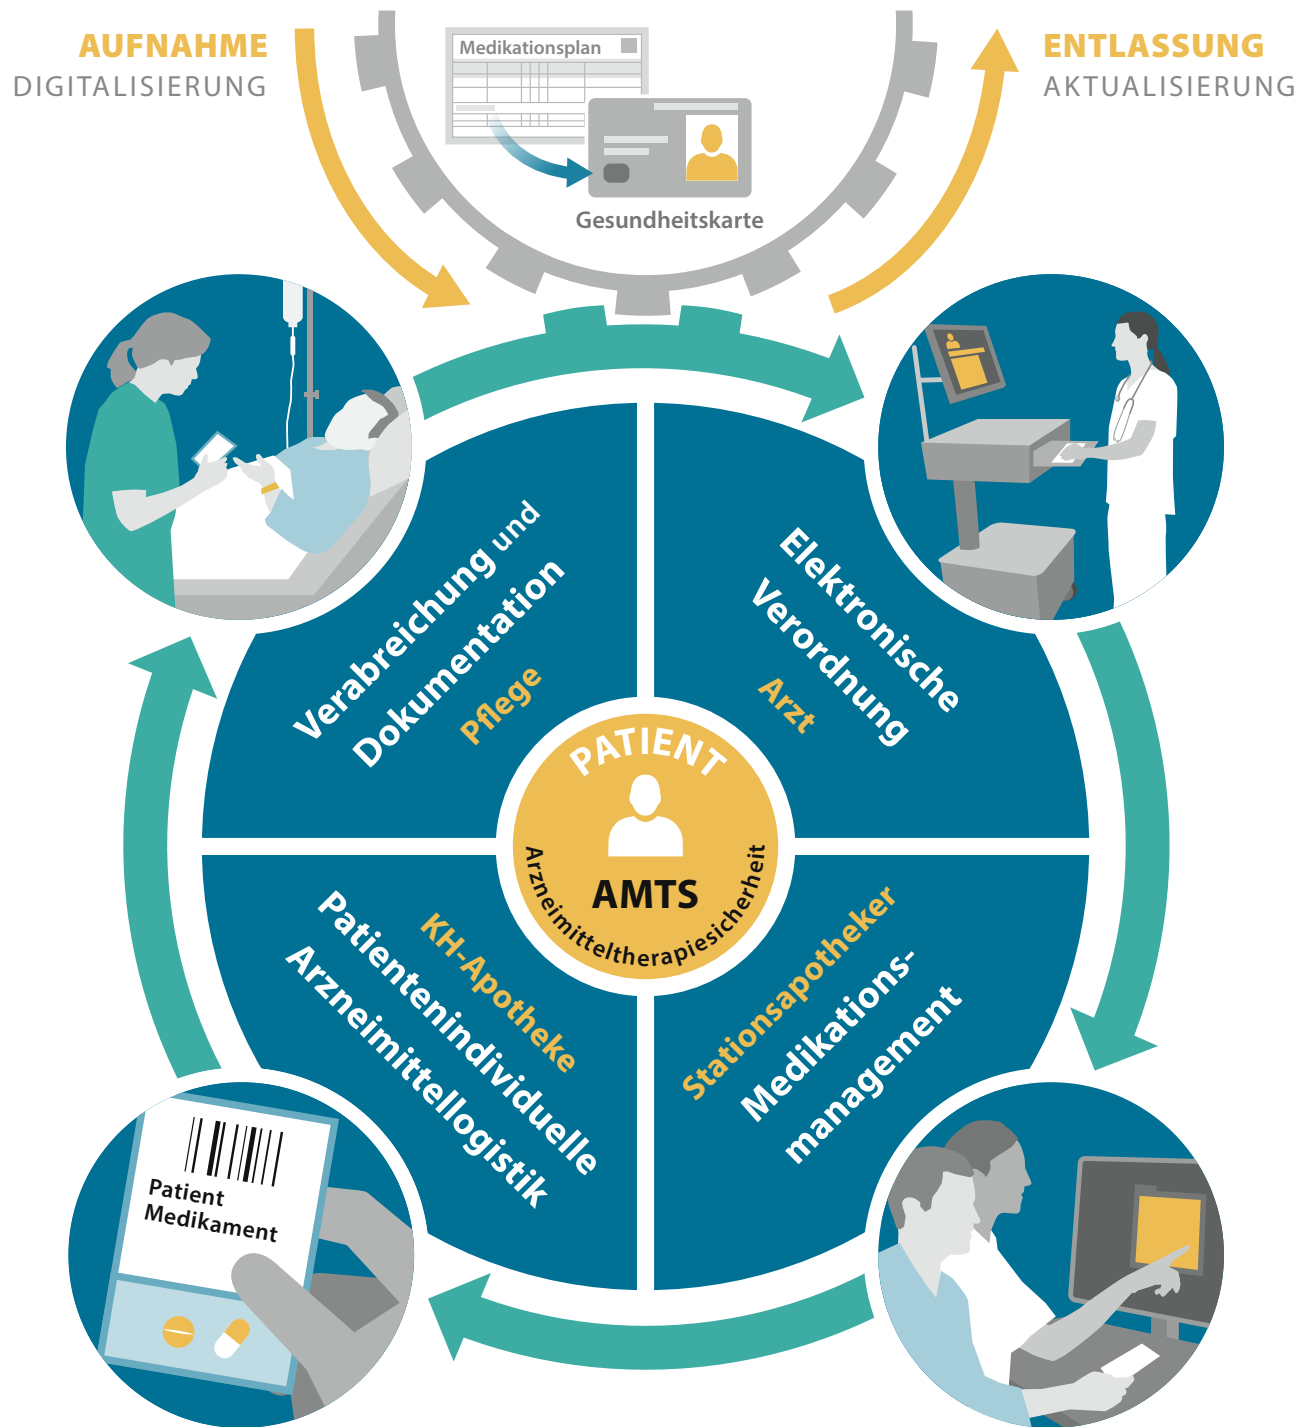 AUFNAHME
DIGITALISIERUNG
Medikationsplan
Gesundheitskarte
ENTLASSUNG
AKTUALISIERUNG
Verabreichung und
Dokumentation
Pflege
Elektronische
Verordnung
Arzt
PATIENT
AMTS
Arzneimitteltherapiesicherheit
KH-Apotheke
Patientenindividuelle
Arzneimittellogistik
Stationsapotheker
Medikations-
management
Patient
Medikament